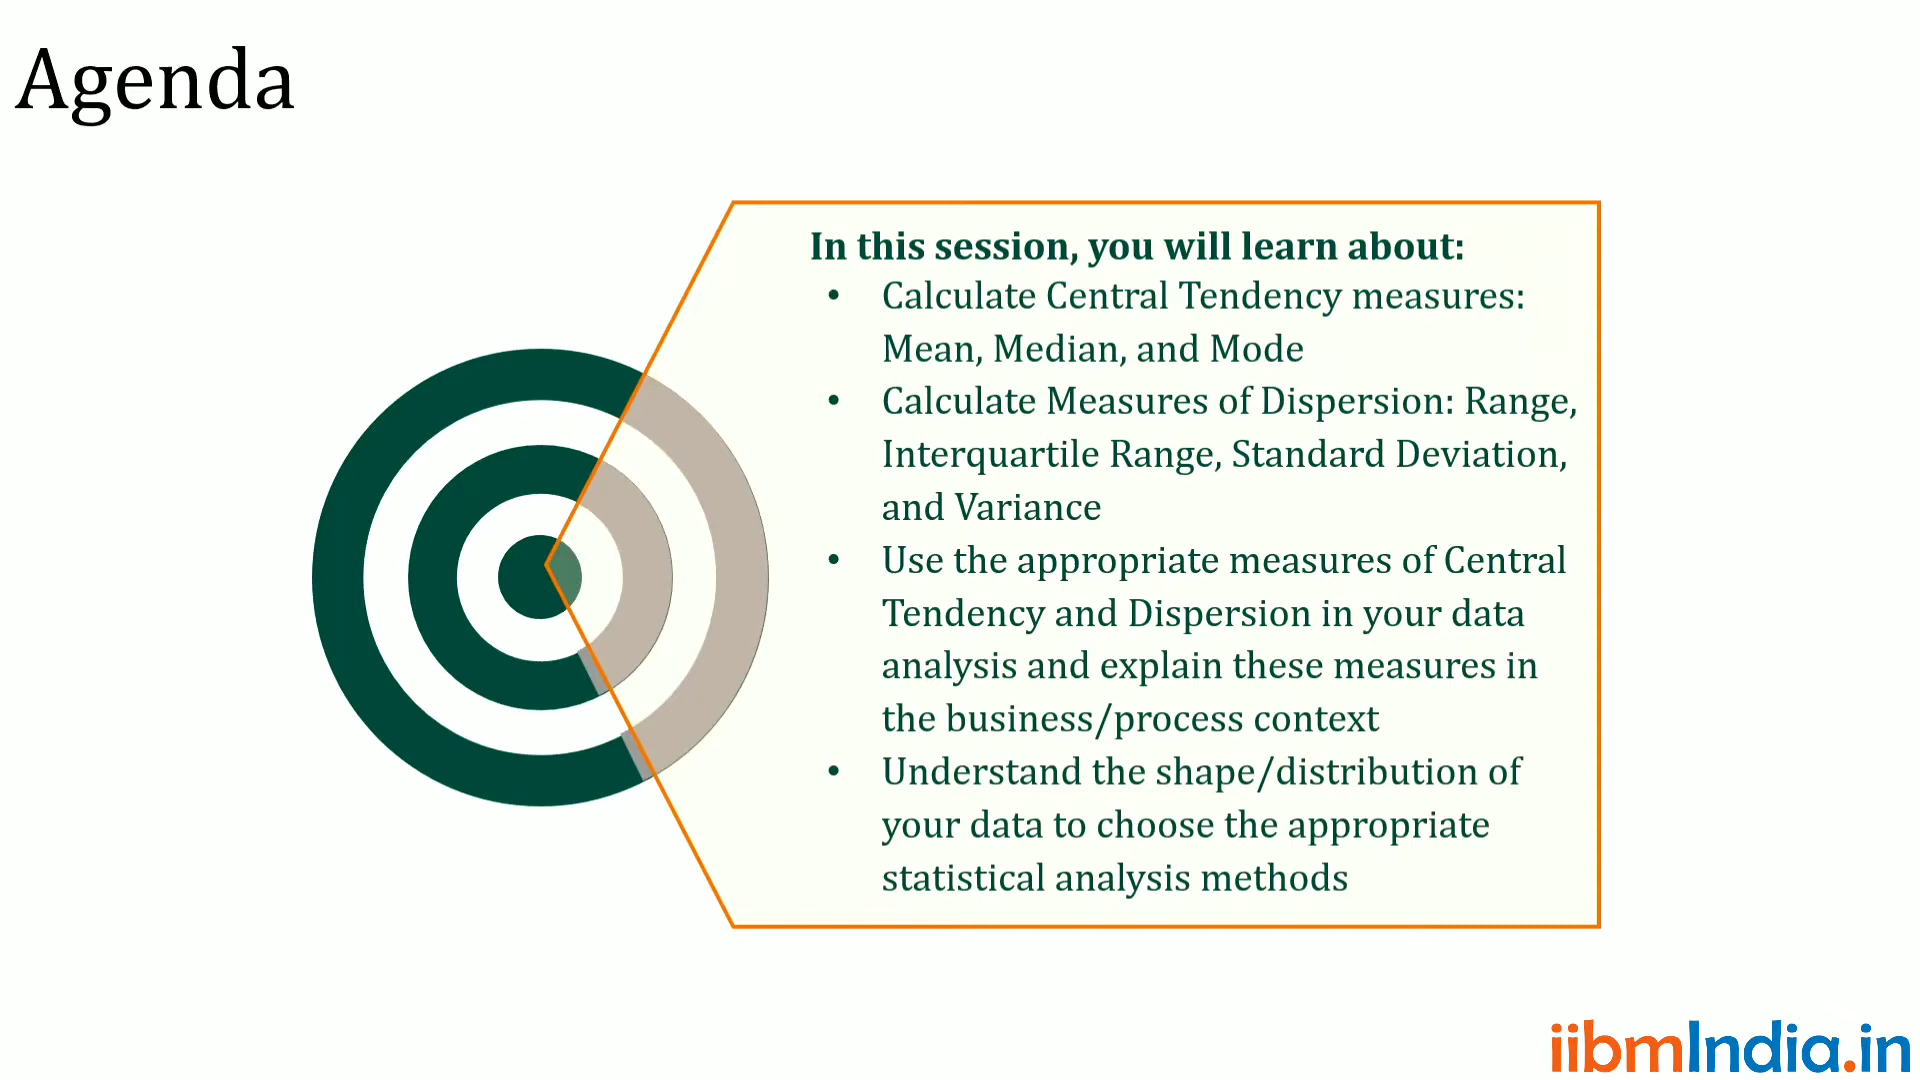 Agenda
In this session, you will learn about:
• Calculate Central Tendency measures:
Mean, Median, and Mode
• Calculate Measures of Dispersion: Range,
Interquartile Range, Standard Deviation,
and Variance
• Use the appropriate measures of Central
Tendency and Dispersion in your data
analysis and explain these measures in
the business/process context
• Understand the shape/distribution of
your data to choose the appropriate
statistical analysis methods
iibmIndia.in